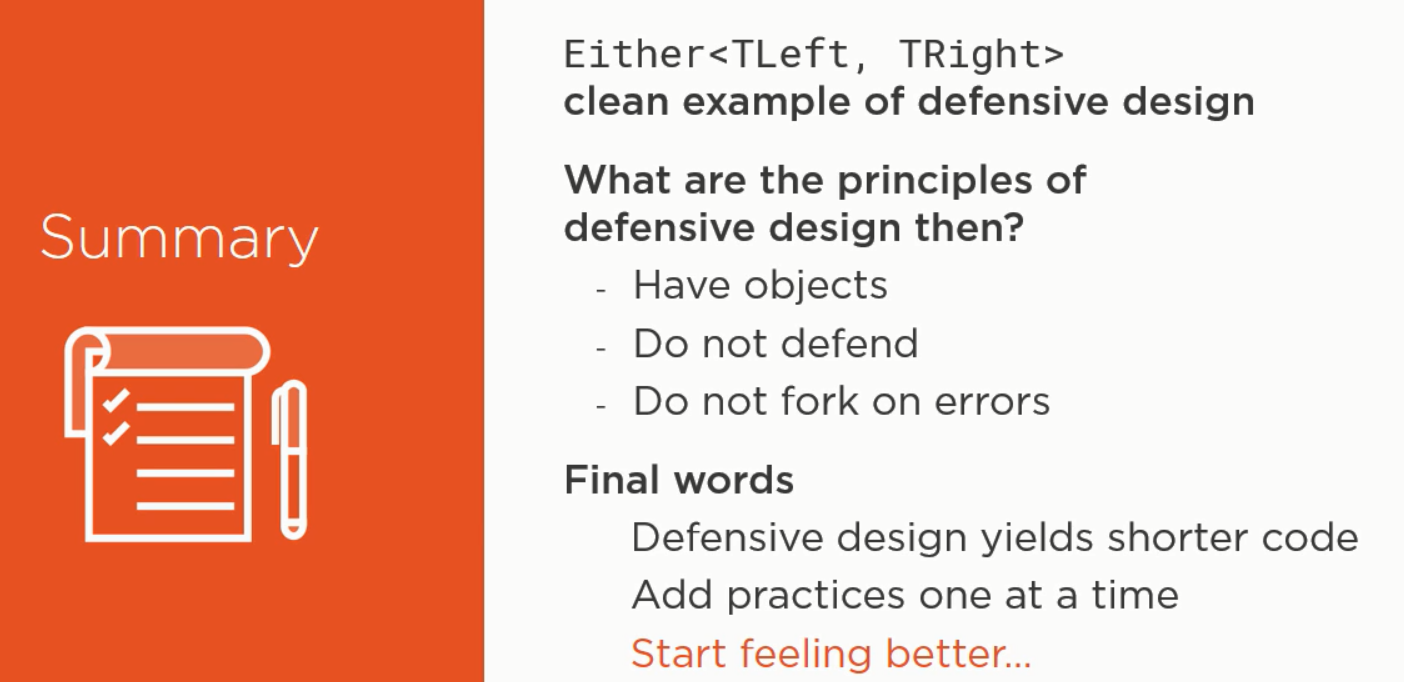 Summary
Either<TLeft, TRight>
clean example of defensive design
What are the principles of
defensive design then?
- Have objects
- Do not defend
- Do not fork on errors
Final words
Defensive design yields shorter code
Add practices one at a time
Start feeling better...